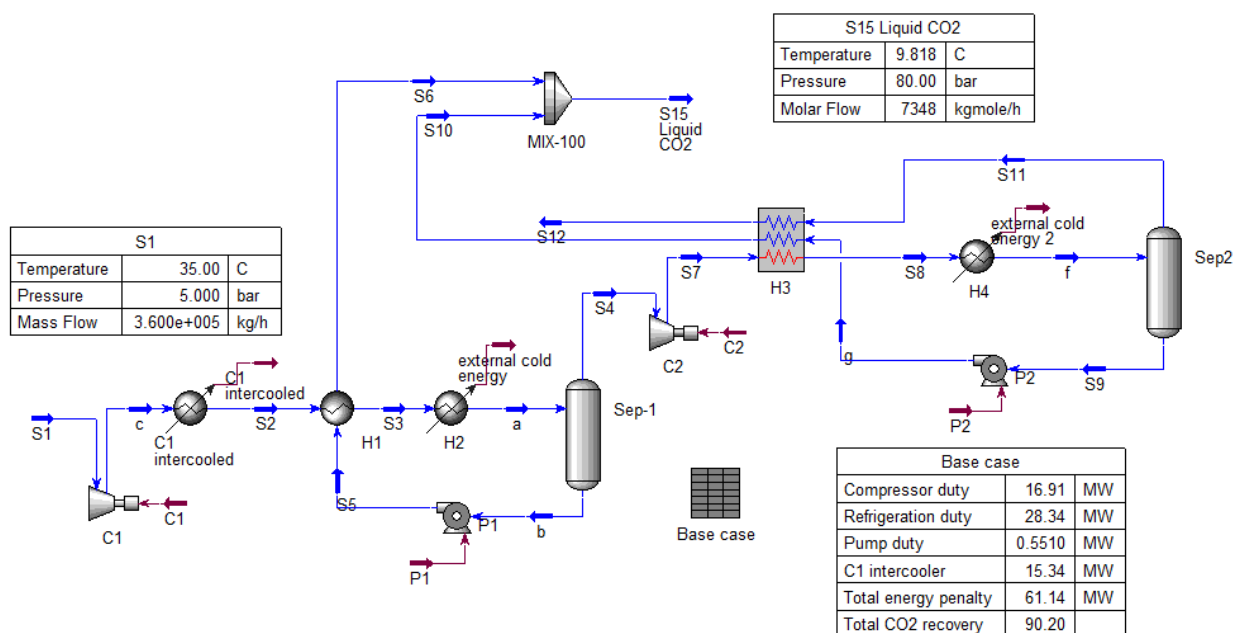 S15 Liquid CO2
Temperature 9.818 C
Pressure 80.00 bar
Molar Flow 7348 kgmole/h
S6
S10
MIX-100
S15
Liquid
CO2
S11
S12
S7
H3
S8
external cold
energy 2
H4
f
Sep2
S1
Temperature 35.00 C
Pressure 5.000 bar
Mass Flow 3.600e+005 kg/h
S4
C2
C2
g
P2
S9
P2
S1
c
C1
intercooled
C1
intercooled
S2
H1
S3
external cold
energy
H2
a
Sep-1
C1
C1
S5
P1
b
P1
Base case
Base case
Compressor duty 16.91 MW
Refrigeration duty 28.34 MW
Pump duty 0.5510 MW
C1 intercooler 15.34 MW
Total energy penalty 61.14 MW
Total CO2 recovery 90.20